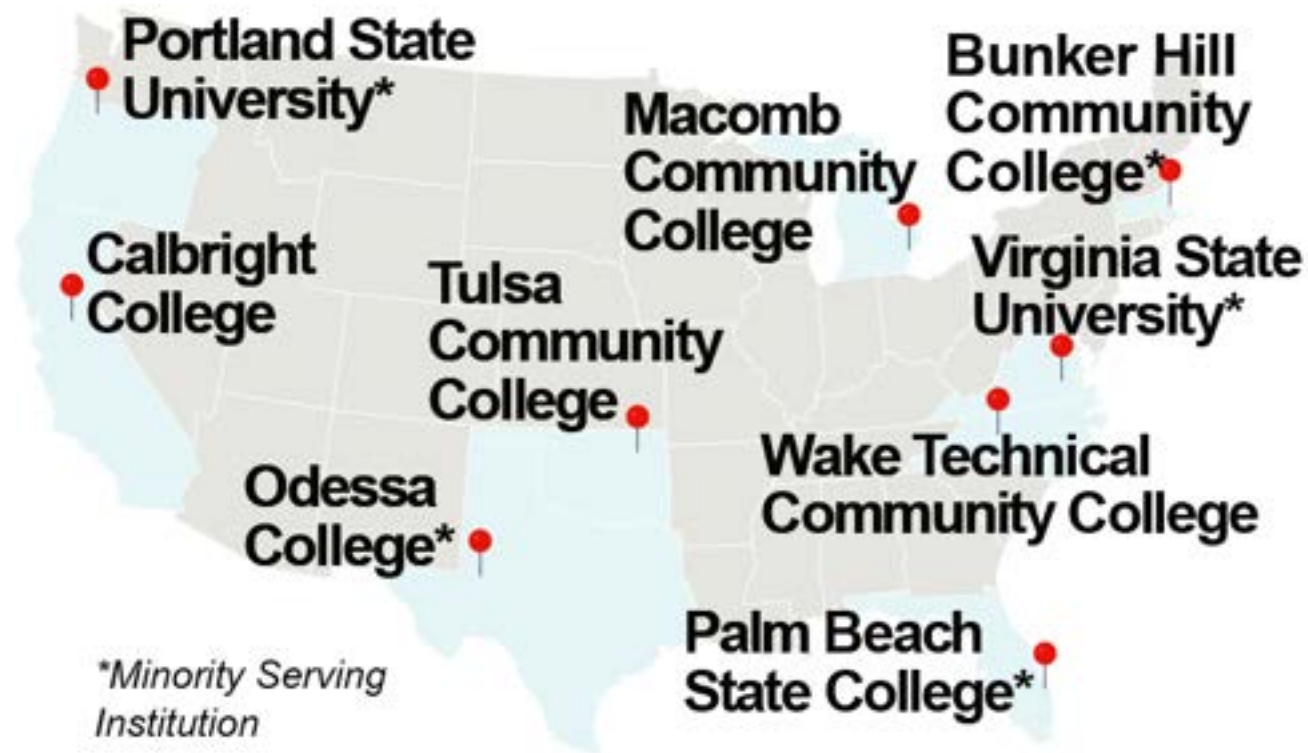 Portland State
University*
Bunker Hill
Community
College*
Macomb
Community
College
Calbright
College
Tulsa
Community
College
Virginia State
University*
Odessa
College*
Wake Technical
Community College
Palm Beach
State College*
*Minority Serving
Institution